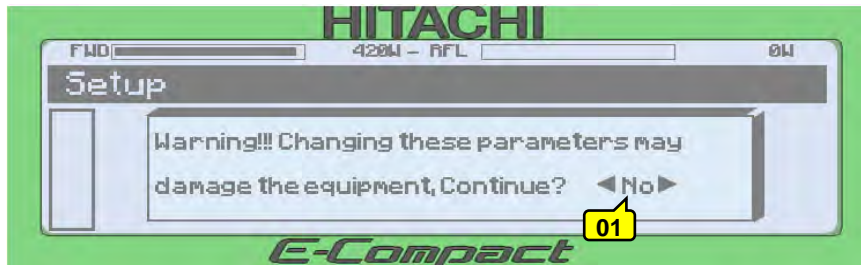 HITACHI
FWD 420W - RFL 0W
Setup
Warning!!! Changing these parameters may
damage the equipment, Continue? ◀No▶
01
E-Compact